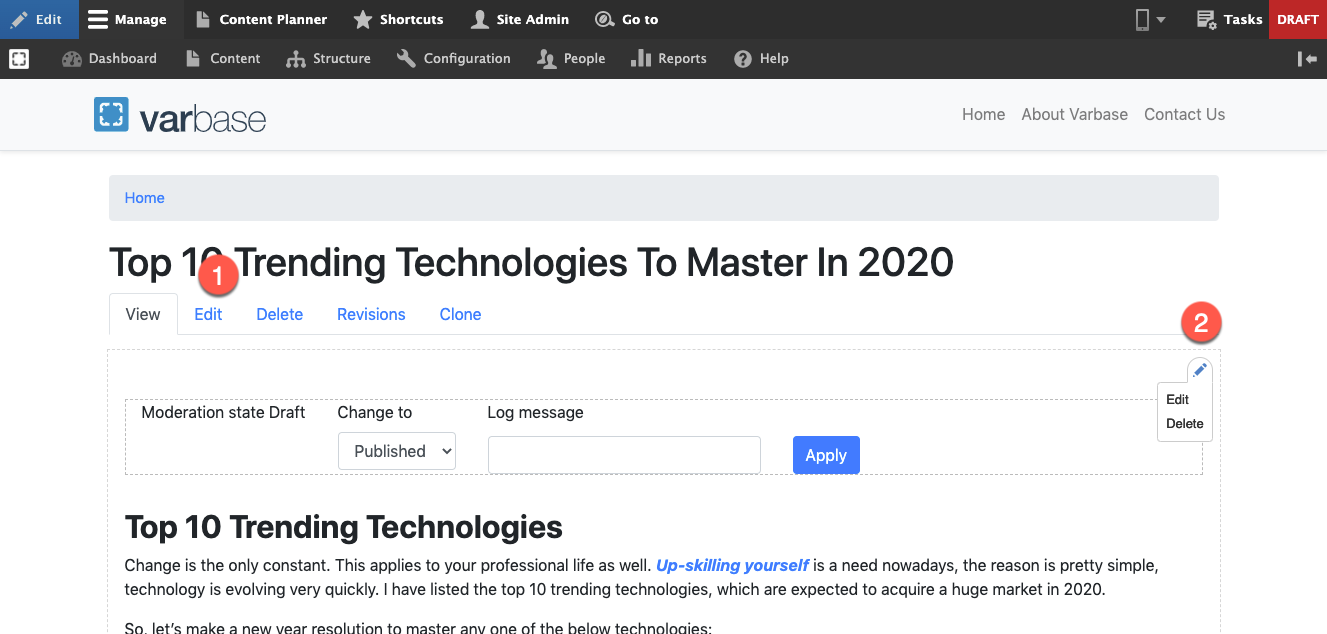 Edit Manage Content Planner Shortcuts Site Admin Go to Tasks DRAFT
Dashboard Content Structure Configuration People Reports Help
varbase Home About Varbase Contact Us
Home
Top 10 Trending Technologies To Master In 2020
1
View Edit Delete Revisions Clone
2
Edit
Delete
Moderation state Draft Change to Log message
Published Apply
Top 10 Trending Technologies
Change is the only constant. This applies to your professional life as well. Up-skilling yourself is a need nowadays, the reason is pretty simple,
technology is evolving very quickly. I have listed the top 10 trending technologies, which are expected to acquire a huge market in 2020.
So, let's make a new year resolution to master any one of the below technologies: